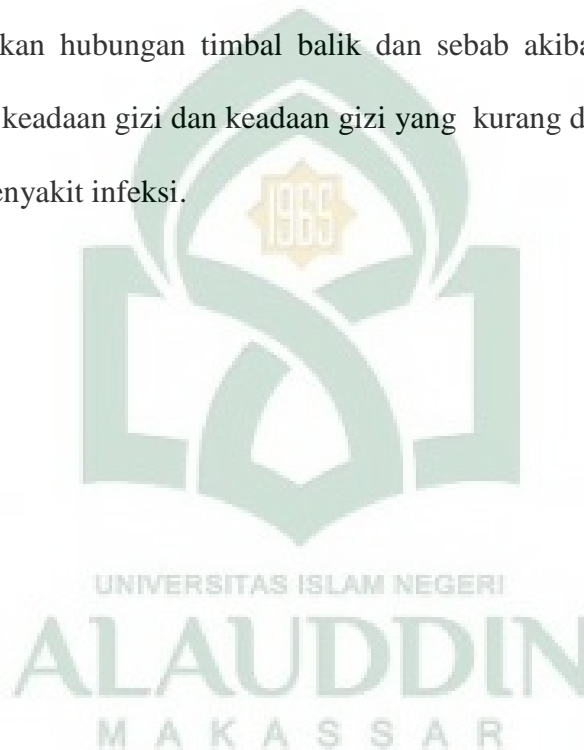 kan hubungan timbal balik dan sebab akiba
keadaan gizi dan keadaan gizi yang kurang d
enyakit infeksi.
1965
UNIVERSITAS ISLAM NEGERI
ALAUDDIN
MAKASSAR